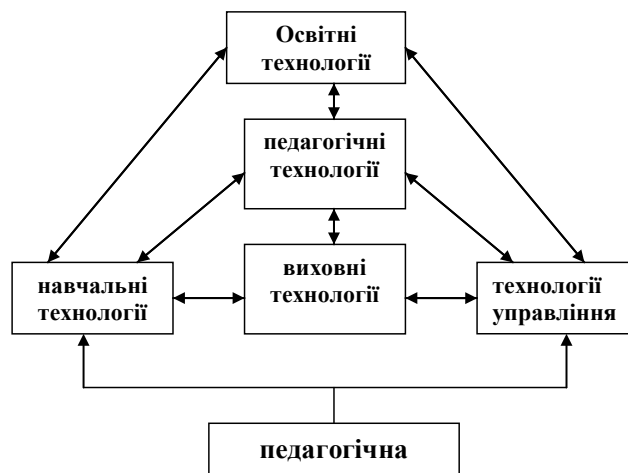 Освітні
технології
педагогічні
технології
навчальні
технології
виховні
технології
технології
управління
педагогічна